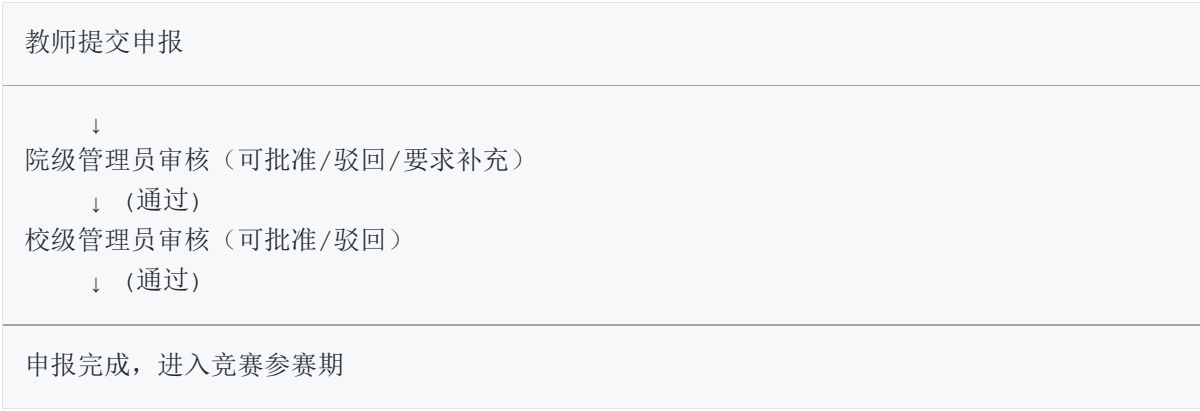 教师提交申报
↓
院级管理员审核（可批准/驳回/要求补充）
↓ (通过)
校级管理员审核（可批准/驳回）
↓ (通过)
申报完成，进入竞赛参赛期